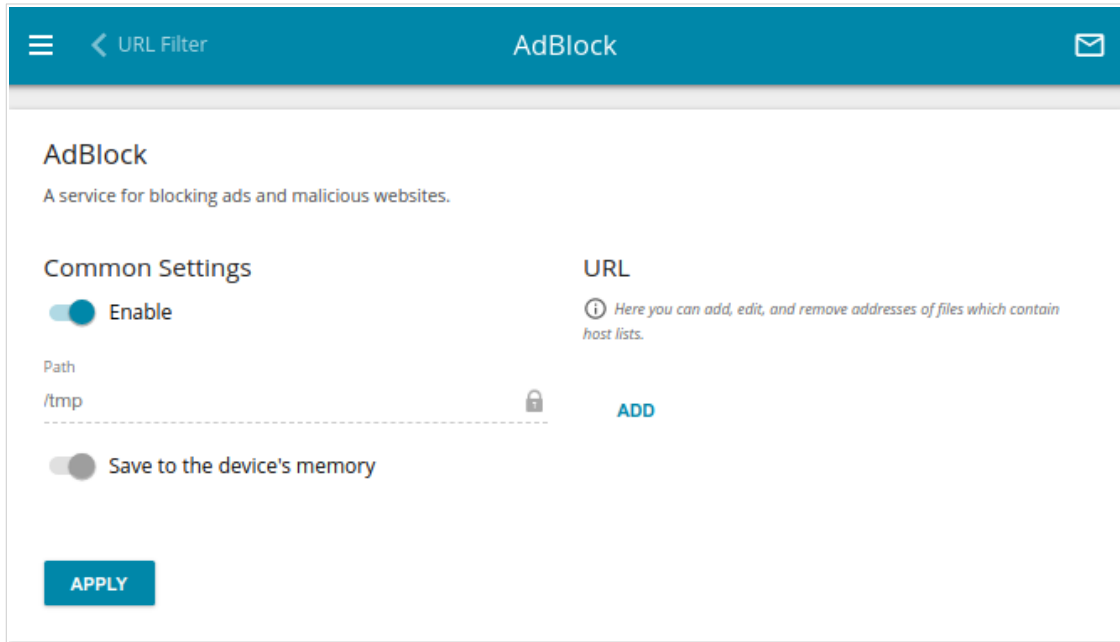 URL Filter
AdBlock
AdBlock
A service for blocking ads and malicious websites.
Common Settings
Enable
Path
/tmp
Save to the device's memory
APPLY
URL
Here you can add, edit, and remove addresses of files which contain
host lists.
ADD